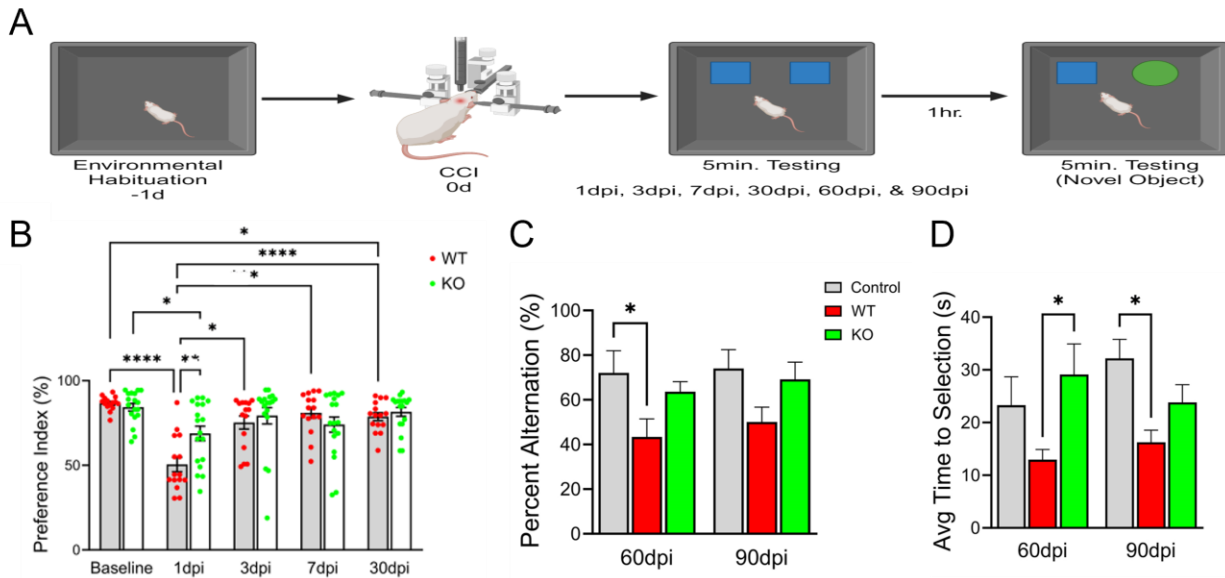 A
Environmental
Habituation
-1d
CCI
0d
5min. Testing
1dpi, 3dpi, 7dpi, 30dpi, 60dpi, & 90dpi
1hr.
5min. Testing
(Novel Object)
B
*
****
*
*
*
****
WT
KO
Preference Index (%)
100
50
0
Baseline
1dpi
3dpi
7dpi
30dpi
C
*
Control
WT
KO
Percent Alternation (%)
100
80
60
40
20
0
60dpi
90dpi
D
*
*
Avg Time to Selection (s)
40
30
20
10
0
60dpi
90dpi